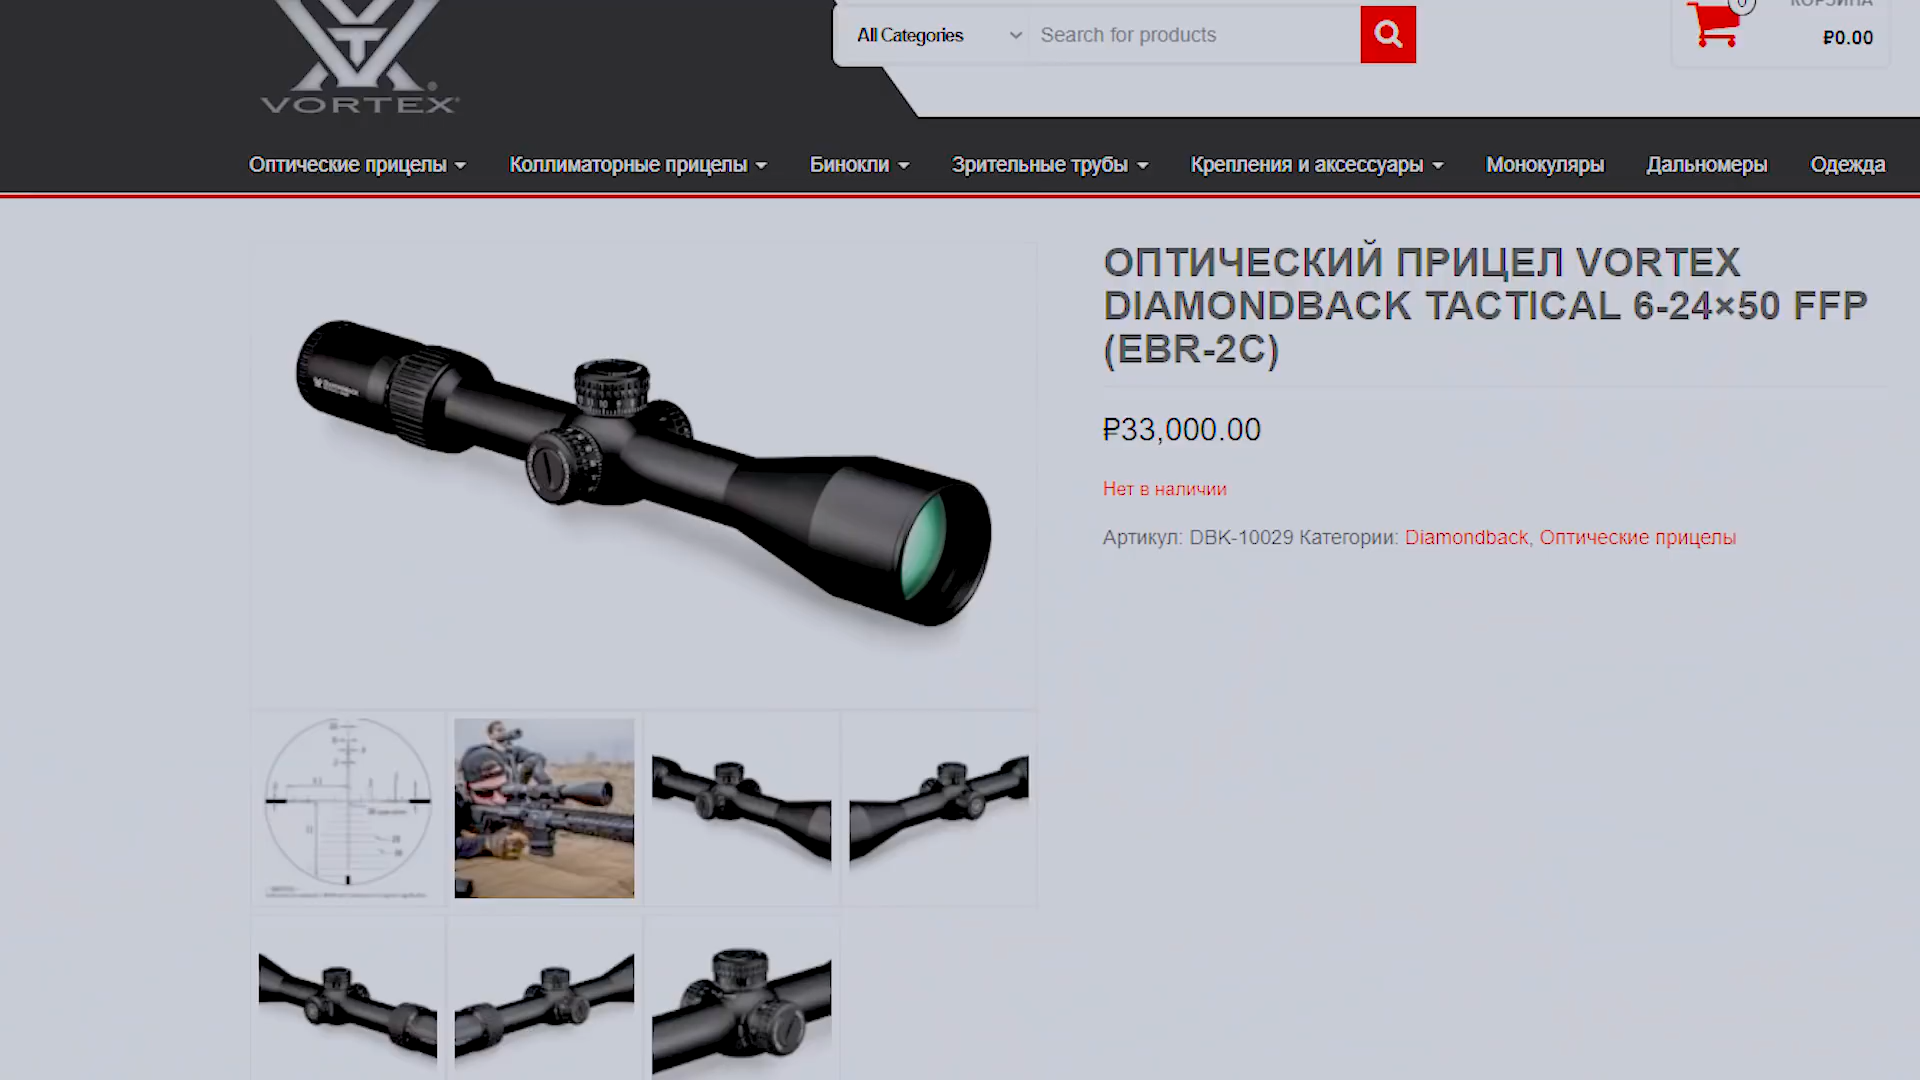 VORTEX
All Categories
Search for products
0
КОРЗИНА
₽0.00
Оптические прицелы
Коллиматорные прицелы
Бинокли
Зрительные трубы
Крепления и аксессуары
Монокуляры
Дальномеры
Одежда
ОПТИЧЕСКИЙ ПРИЦЕЛ VORTEX
DIAMONDBACK TACTICAL 6-24×50 FFP
(EBR-2C)
₽33,000.00
Нет в наличии
Артикул: DBK-10029 Категории: Diamondback, Оптические прицелы